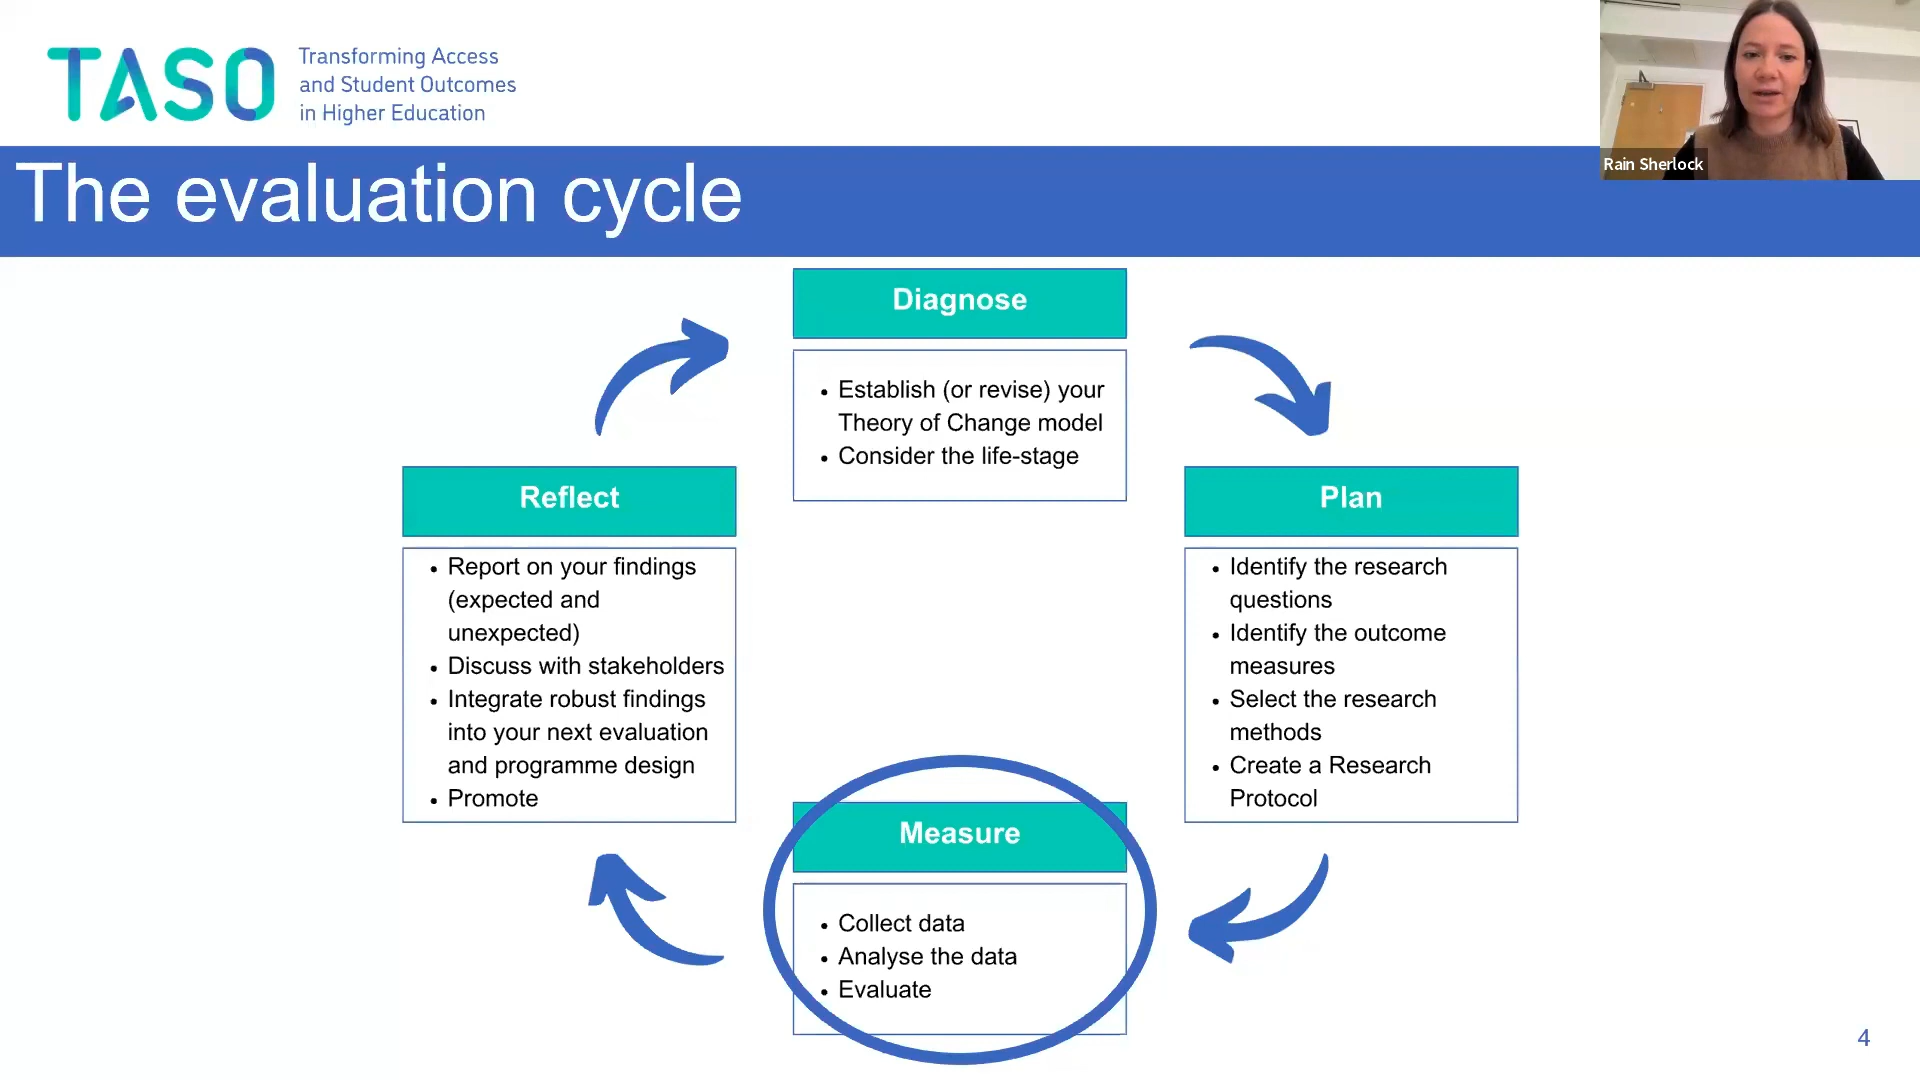 TASO
Transforming Access
and Student Outcomes
in Higher Education
Rain Sherlock
The evaluation cycle
Diagnose
• Establish (or revise) your
Theory of Change model
• Consider the life-stage
Plan
• Identify the research
questions
• Identify the outcome
measures
• Select the research
methods
• Create a Research
Protocol
Measure
• Collect data
• Analyse the data
• Evaluate
Reflect
• Report on your findings
(expected and
unexpected)
• Discuss with stakeholders
• Integrate robust findings
into your next evaluation
and programme design
• Promote
4